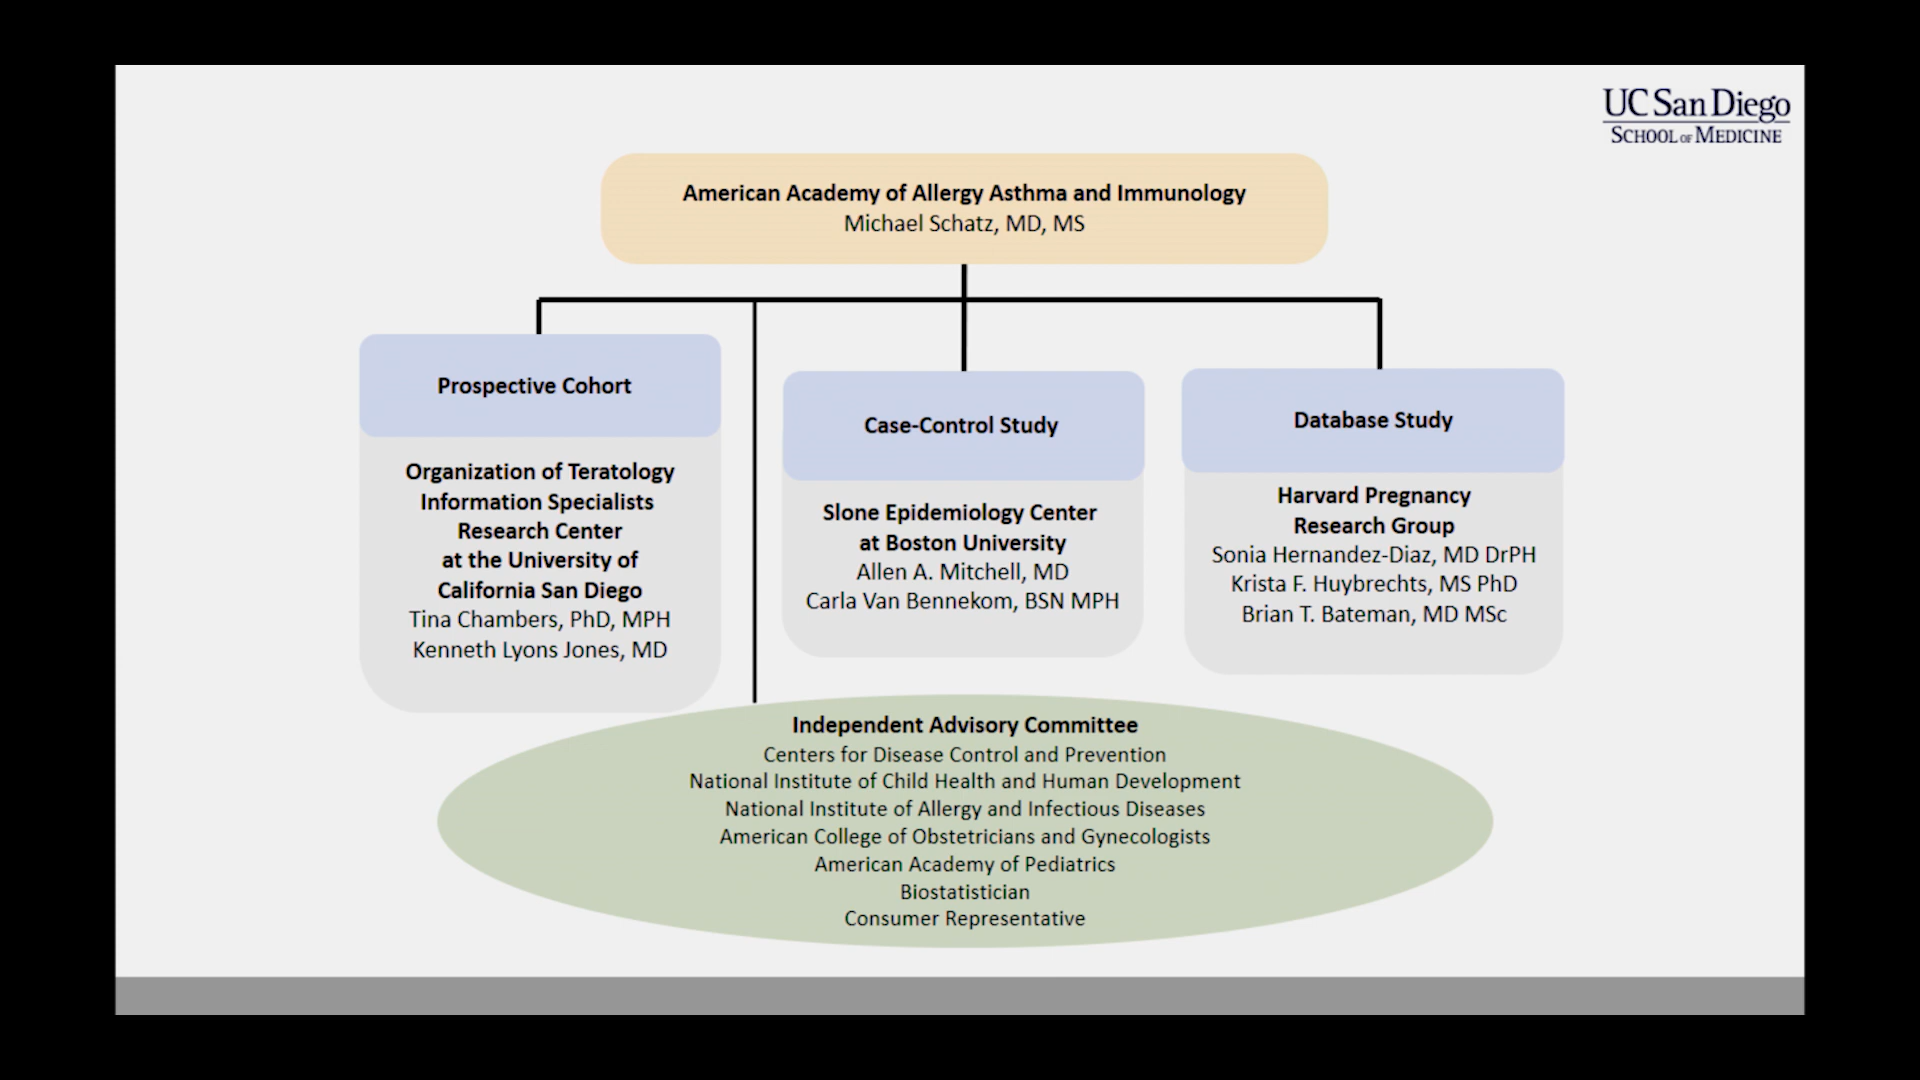 UC San Diego
SCHOOL OF MEDICINE
American Academy of Allergy Asthma and Immunology
Michael Schatz, MD, MS
Prospective Cohort
Organization of Teratology
Information Specialists
Research Center
at the University of
California San Diego
Tina Chambers, PhD, MPH
Kenneth Lyons Jones, MD
Case-Control Study
Slone Epidemiology Center
at Boston University
Allen A. Mitchell, MD
Carla Van Bennekom, BSN MPH
Database Study
Harvard Pregnancy
Research Group
Sonia Hernandez-Diaz, MD DrPH
Krista F. Huybrechts, MS PhD
Brian T. Bateman, MD MSc
Independent Advisory Committee
Centers for Disease Control and Prevention
National Institute of Child Health and Human Development
National Institute of Allergy and Infectious Diseases
American College of Obstetricians and Gynecologists
American Academy of Pediatrics
Biostatistician
Consumer Representative